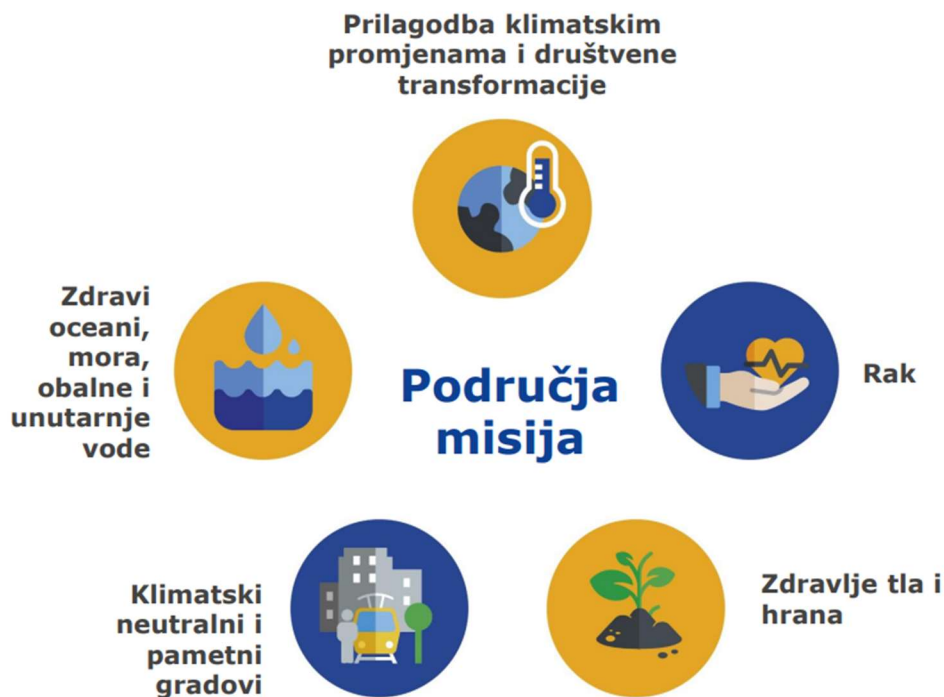 Prilagodba klimatskim
promjenama i društvene
transformacije
Zdravi
oceani,
mora,
obalne i
unutarnje
vode
Područja
misija
Rak
Klimatski
neutralni i
pametni
gradovi
Zdravlje tla i
hrana